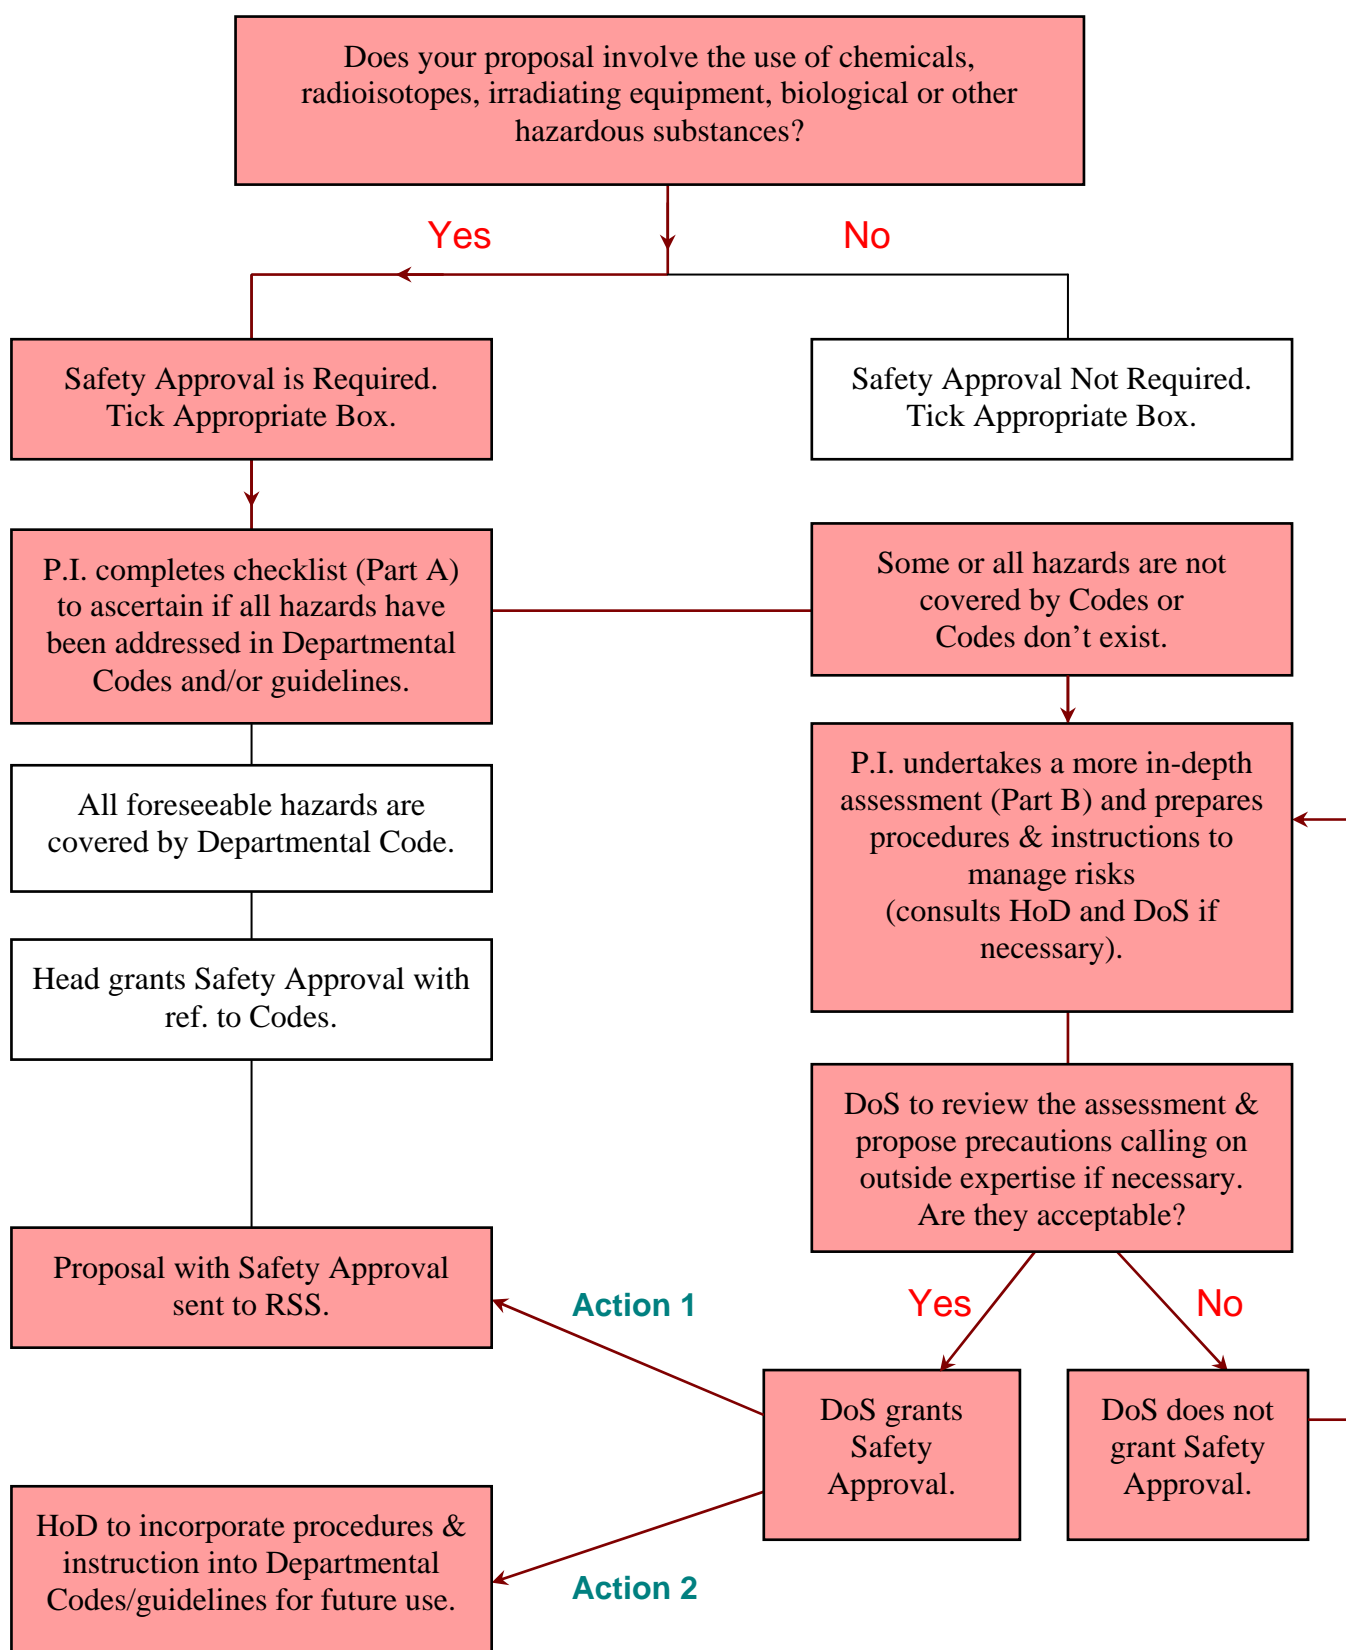 Does your proposal involve the use of chemicals,
radioisotopes, irradiating equipment, biological or other
hazardous substances?
Yes
No
Safety Approval is Required.
Tick Appropriate Box.
Safety Approval Not Required.
Tick Appropriate Box.
P.I. completes checklist (Part A)
to ascertain if all hazards have
been addressed in Departmental
Codes and/or guidelines.
Some or all hazards are not
covered by Codes or
Codes don’t exist.
All foreseeable hazards are
covered by Departmental Code.
P.I. undertakes a more in-depth
assessment (Part B) and prepares
procedures & instructions to
manage risks
(consults HoD and DoS if
necessary).
Head grants Safety Approval with
ref. to Codes.
DoS to review the assessment &
propose precautions calling on
outside expertise if necessary.
Are they acceptable?
Proposal with Safety Approval
sent to RSS.
Action 1
Yes
No
DoS grants
Safety
Approval.
DoS does not
grant Safety
Approval.
HoD to incorporate procedures &
instruction into Departmental
Codes/guidelines for future use.
Action 2